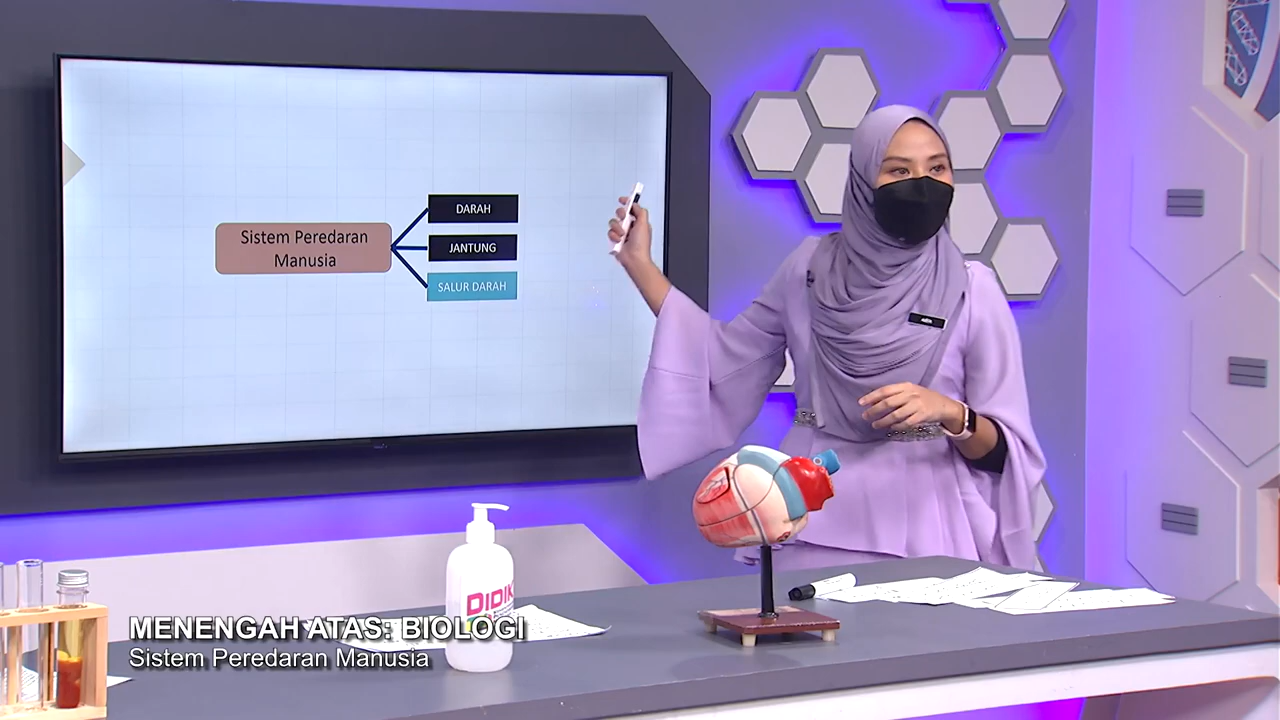 Sistem Peredaran
Manusia
DARAH
JANTUNG
SALUR DARAH
DIDIK
MENENGAH ATAS: BIOLOGI
Sistem Peredaran Manusia